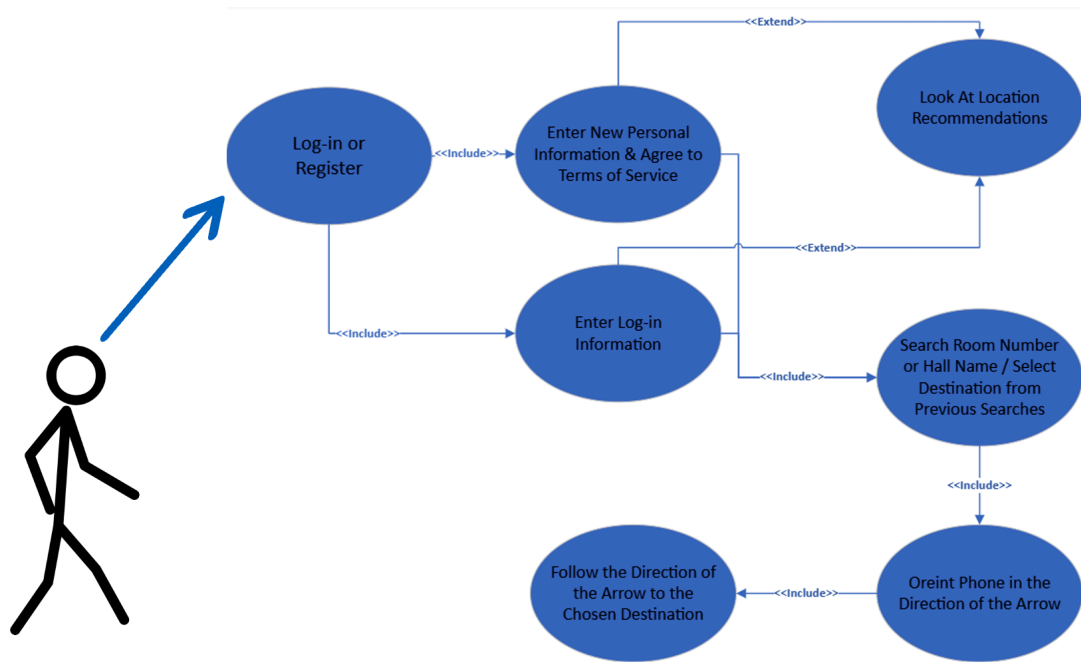 <<Extend>>
Look At Location
Recommendations
Log-in or
Register
<<Include>>
Enter New Personal
Information & Agree to
Terms of Service
<<Extend>>
<<Include>>
Enter Log-in
Information
<<Include>>
Search Room Number
or Hall Name / Select
Destination from
Previous Searches
<<Include>>
Oreint Phone in the
Direction of the Arrow
<<Include>>
Follow the Direction of
the Arrow to the
Chosen Destination